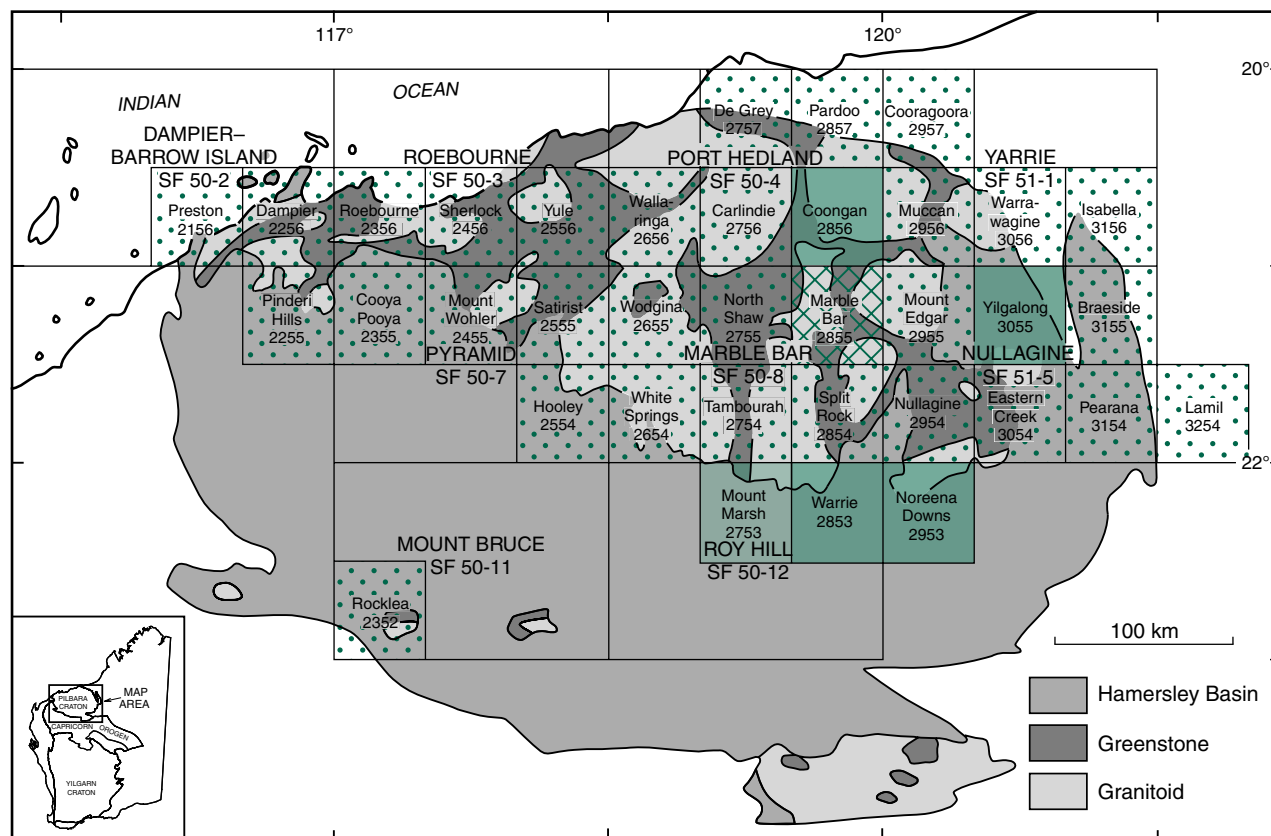 117°
120°
20°
INDIAN
OCEAN
De Grey
2757
Pardoo
2857
Cooragoora
2957
DAMPIER–
BARROW ISLAND
SF 50-2
ROEBOURNE
SF 50-3
PORT HEDLAND
SF 50-4
YARRIE
SF 51-1
Preston
2156
Dampier
2256
Roebourne
2356
Sherlock
2456
Yule
2556
Walla-
ringa
2656
Carlindie
2756
Coongan
2856
Muccan
2956
Warra-
wagine
3056
Isabella
3156
Pinderi
Hills
2255
Cooya
Pooya
2355
Mount
Wohler
2455
Satirist
2555
Wodgina
2655
North
Shaw
2755
Marble
Bar
2855
Mount
Edgar
2955
Yilgalong
3055
Braeside
3155
PYRAMID
SF 50-7
MARBLE BAR
SF 50-8
NULLAGINE
SF 51-5
Hooley
2554
White
Springs
2654
Tambourah
2754
Split
Rock
2854
Nullagine
2954
Eastern
Creek
3054
Pearana
3154
Lamil
3254
22°
Mount
Marsh
2753
Warrie
2853
Noreena
Downs
2953
MOUNT BRUCE
SF 50-11
ROY HILL
SF 50-12
Rocklea
2352
100 km
Hamersley Basin
Greenstone
Granitoid
PILBARA
CRATON
MAP
AREA
CAPRICORN OROGEN
YILGARN
CRATON